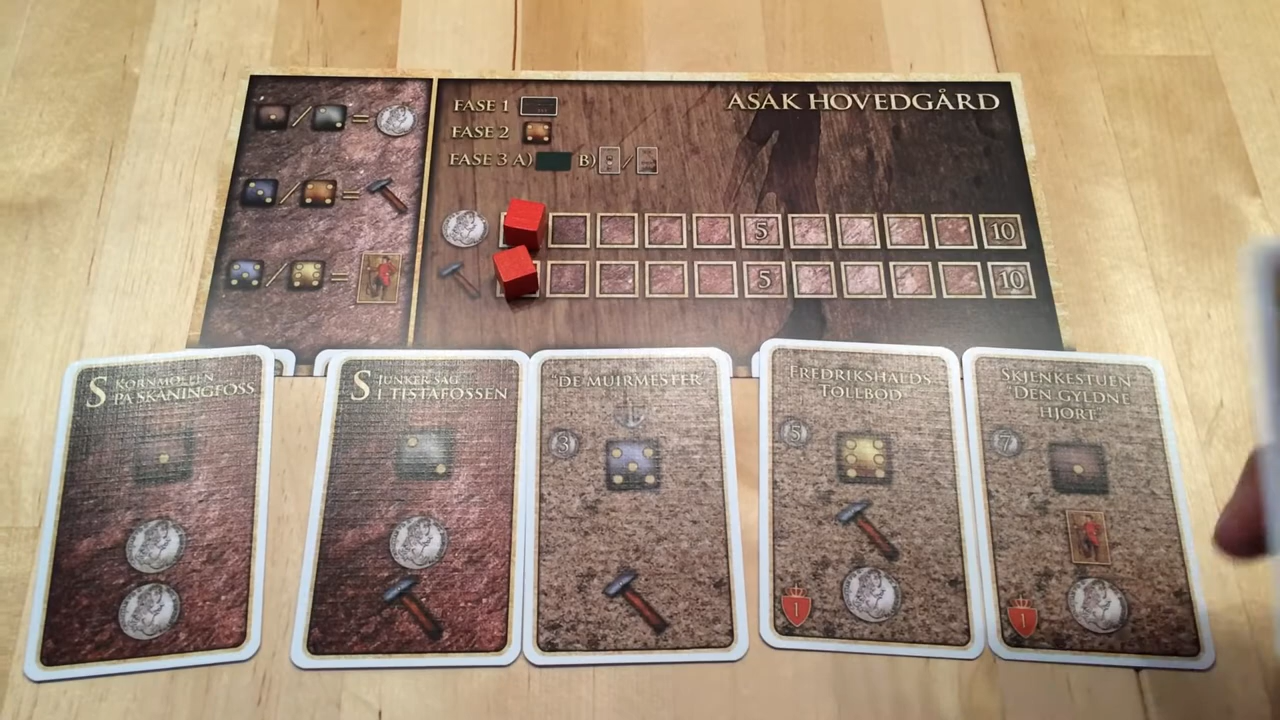 ASAK HOVEDGÅRD
FASE 1
FASE 2
FASE 3 A) B) /
/ =
/ =
/ =
5 10
5 10
S KORNMØLLEN
PÅ SKANINGFOSS
S JUNKER SAG
I TISTAFOSSEN
"DE MUIRMESTER"
3
FREDRIKSHALDS
TOLLBOD
5
1
SKJENKESTUEN
"DEN GYLDNE
HJORT"
7
1